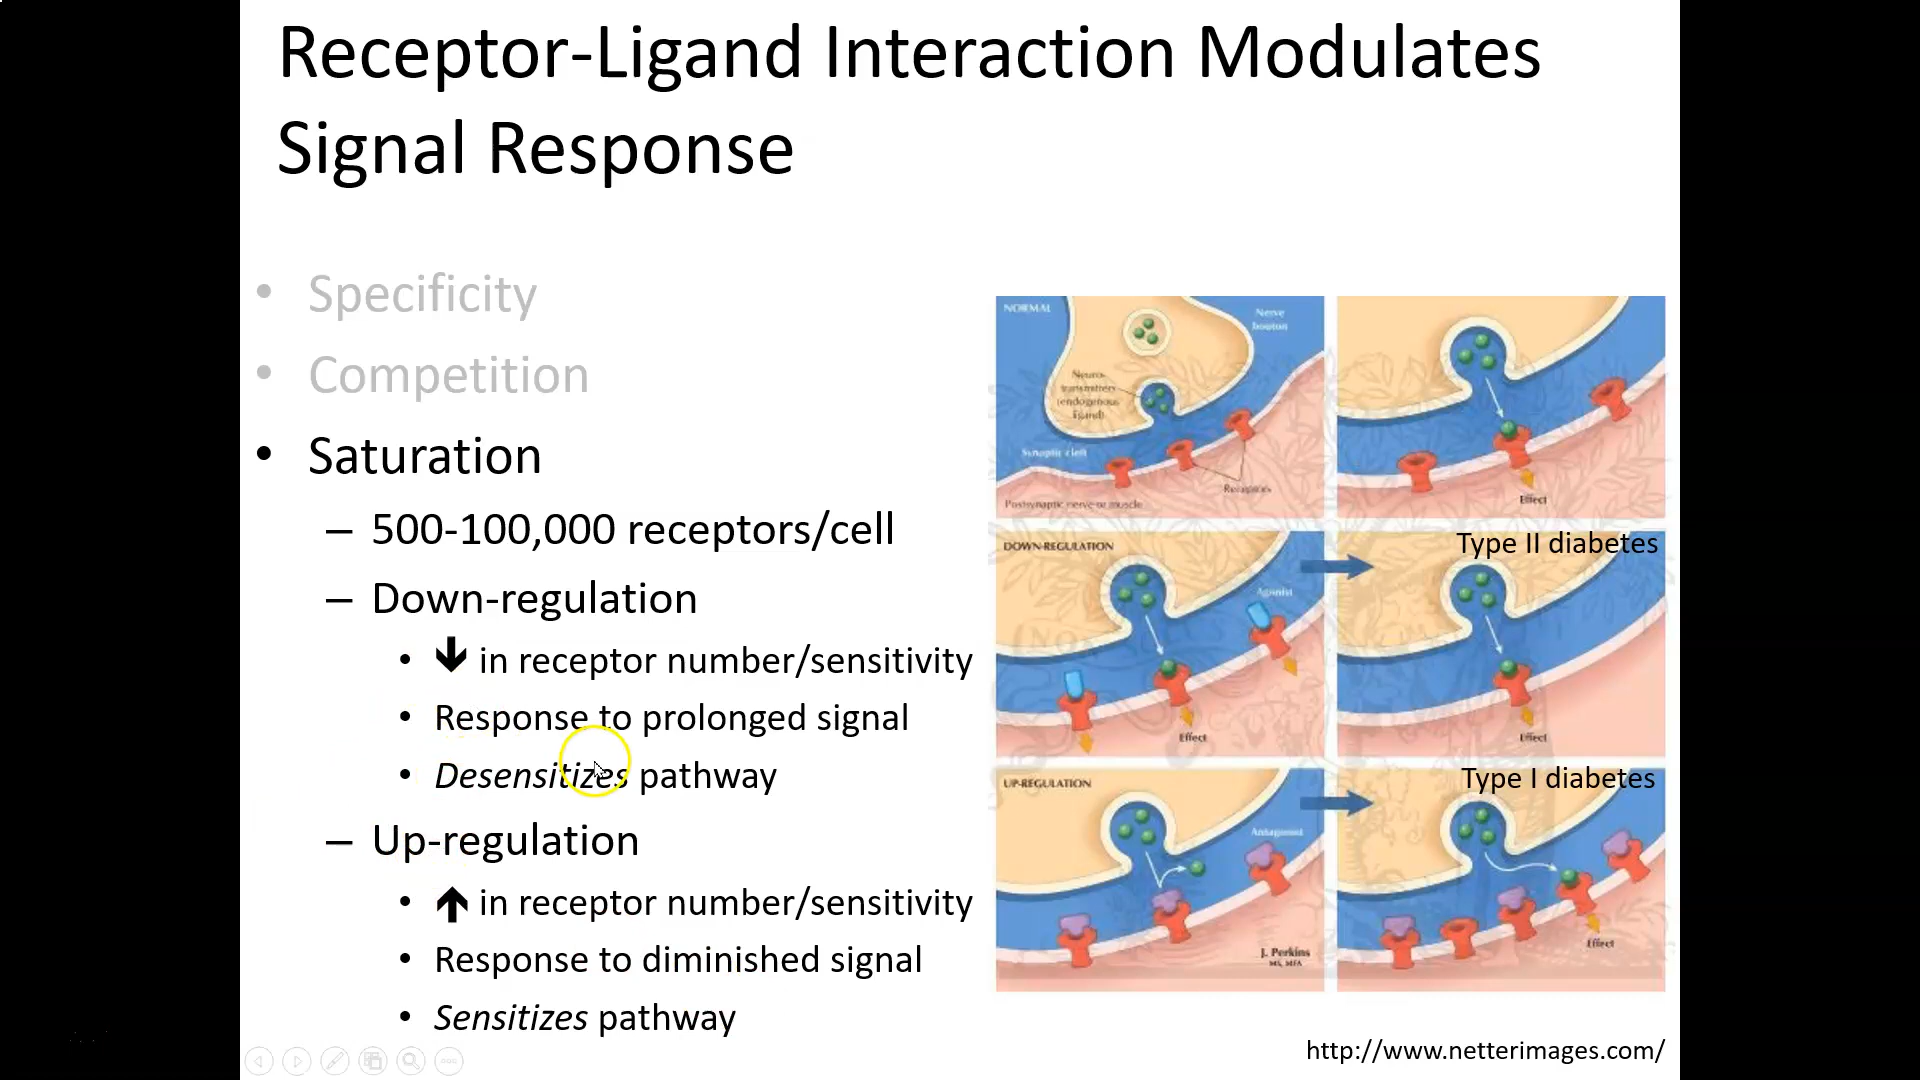 Receptor-Ligand Interaction Modulates
Signal Response
• Specificity
• Competition
• Saturation
– 500-100,000 receptors/cell
– Down-regulation
• 🡇 in receptor number/sensitivity
• Response to prolonged signal
• Desensitizes pathway
– Up-regulation
• 🡅 in receptor number/sensitivity
• Response to diminished signal
• Sensitizes pathway
NORMAL
Nerve
bouton
Neuro-
transmitters
(endogenous
ligand)
Synaptic cleft
Receptors
Postsynaptic nerve or muscle
Effect
DOWN-REGULATION
Type II diabetes
Agonist
Effect
Effect
UP-REGULATION
Type I diabetes
Antagonist
J. Perkins
MS, MFA
Effect
http://www.netterimages.com/